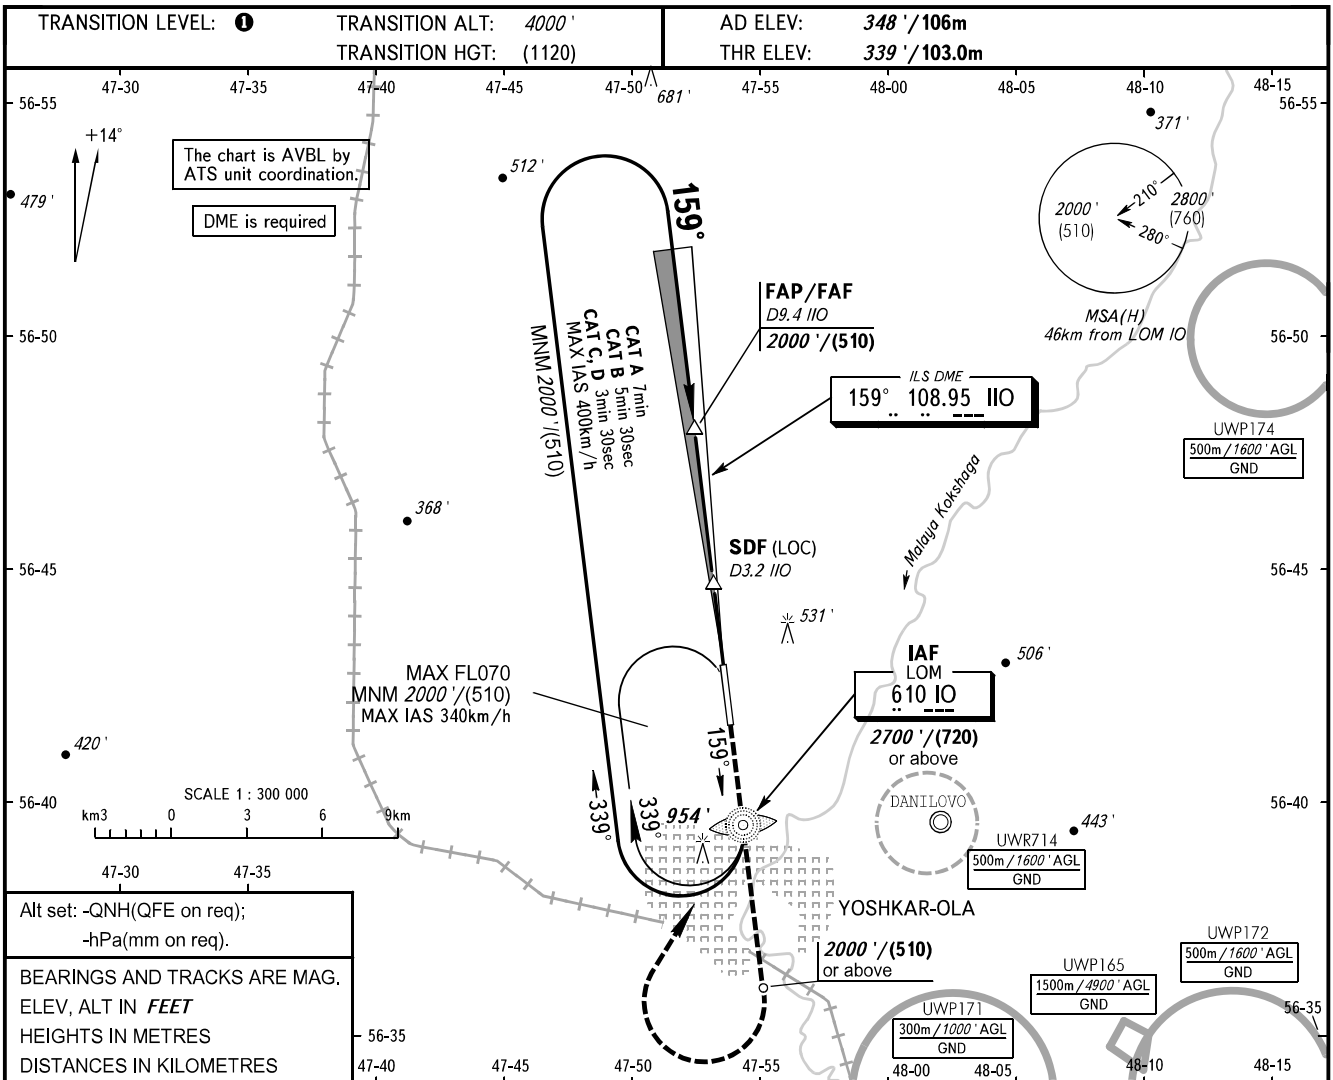 TRANSITION LEVEL: ❶ TRANSITION ALT: 4000 ' AD ELEV: 348 '/106m
TRANSITION HGT: (1120) THR ELEV: 339 '/103.0m
47-30 47-35 47-40 47-45 47-50 47-55 48-00 48-05 48-10 48-15
56-55 56-55
681 '
371 '
+14°
The chart is AVBL by
ATS unit coordination.
512 '
479 '
DME is required
159°
2000 '
(510)
210°
2800 '
(760)
280°
FAP/FAF
D9.4 IIO
2000 '/(510)
MSA(H)
46km from LOM IO
56-50 56-50
CAT A 7min
CAT B 5min 30sec
CAT C, D 3min 30sec
MAX IAS 400km/h
MNM 2000 '/(510)
ILS DME
159° 108.95 IIO
UWP174
500m/1600 ' AGL
GND
Malaya Kokshaga
368 '
SDF (LOC)
D3.2 IIO
56-45 56-45
531 '
506 '
IAF
LOM
610 IO
2700 '/(720)
or above
MAX FL070
MNM 2000 '/(510)
MAX IAS 340km/h
159°
420 '
SCALE 1 : 300 000
km3 0 3 6 9km
56-40 56-40
339°
339°
954 '
DANILOVO
443 '
UWR714
500m/1600 ' AGL
GND
47-30 47-35
Alt set: -QNH(QFE on req);
-hPa(mm on req).
YOSHKAR-OLA
2000 '/(510)
or above
UWP172
500m/1600 ' AGL
GND
UWP165
1500m/4900 ' AGL
GND
UWP171
300m/1000 ' AGL
GND
BEARINGS AND TRACKS ARE MAG.
ELEV, ALT IN FEET
HEIGHTS IN METRES
DISTANCES IN KILOMETRES
56-35 56-35
47-40 47-45 47-50 47-55 48-00 48-05 48-10 48-15